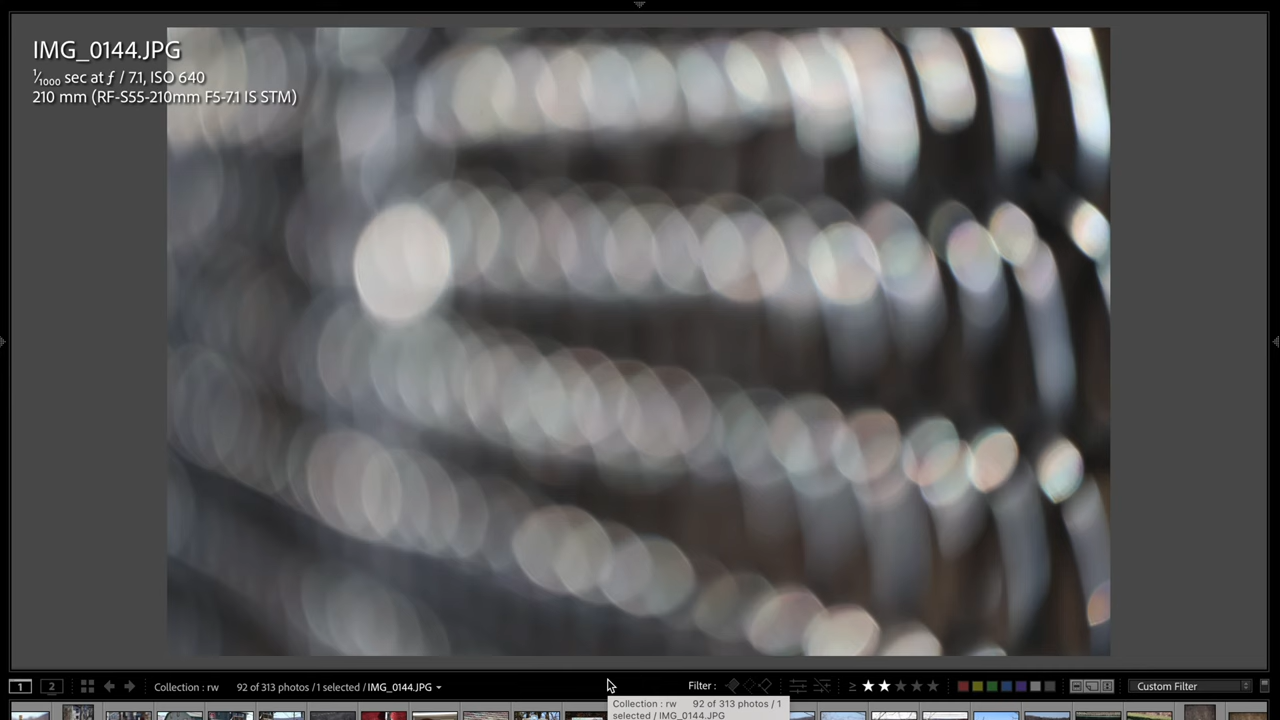 IMG_0144.JPG
1/1000 sec at ƒ / 7.1, ISO 640
210 mm (RF-S55-210mm F5-7.1 IS STM)
1 2 Collection : rw 92 of 313 photos / 1 selected / IMG_0144.JPG Filter : ≥ ★★★★★ Custom Filter
Collection : rw 92 of 313 photos / 1
selected / IMG_0144.JPG